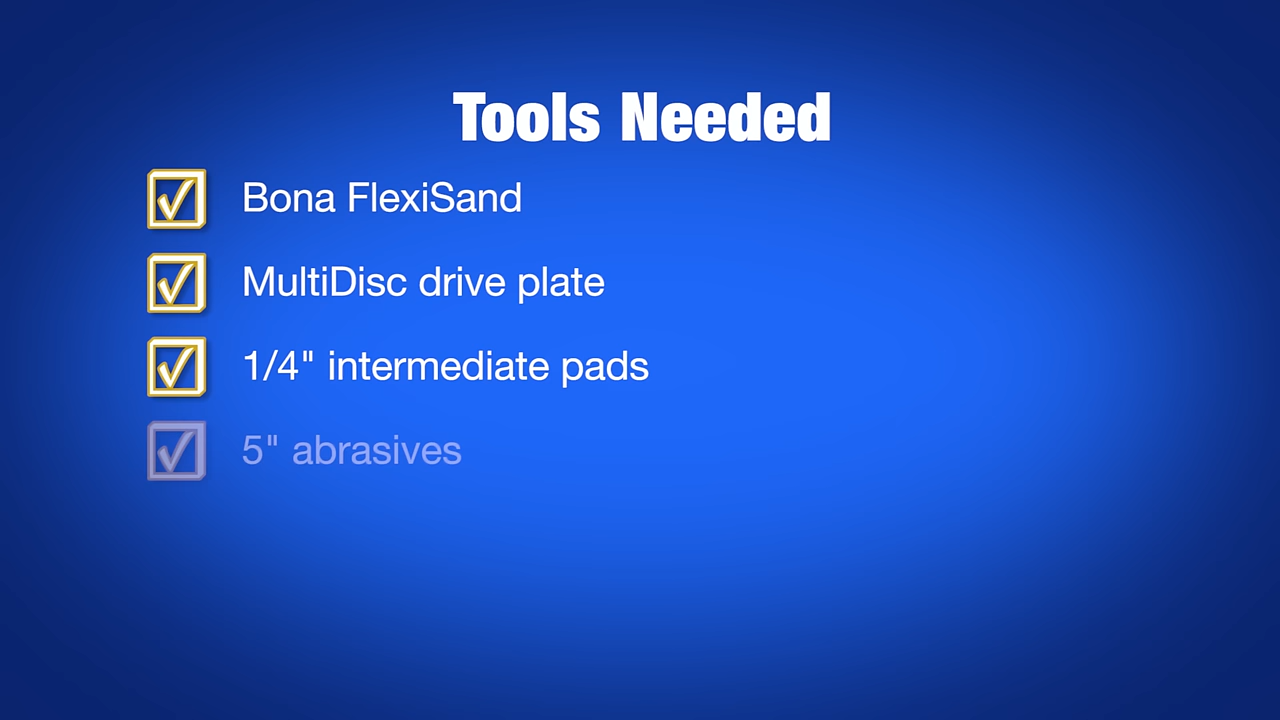 Tools Needed
Bona FlexiSand
MultiDisc drive plate
1/4" intermediate pads
5" abrasives